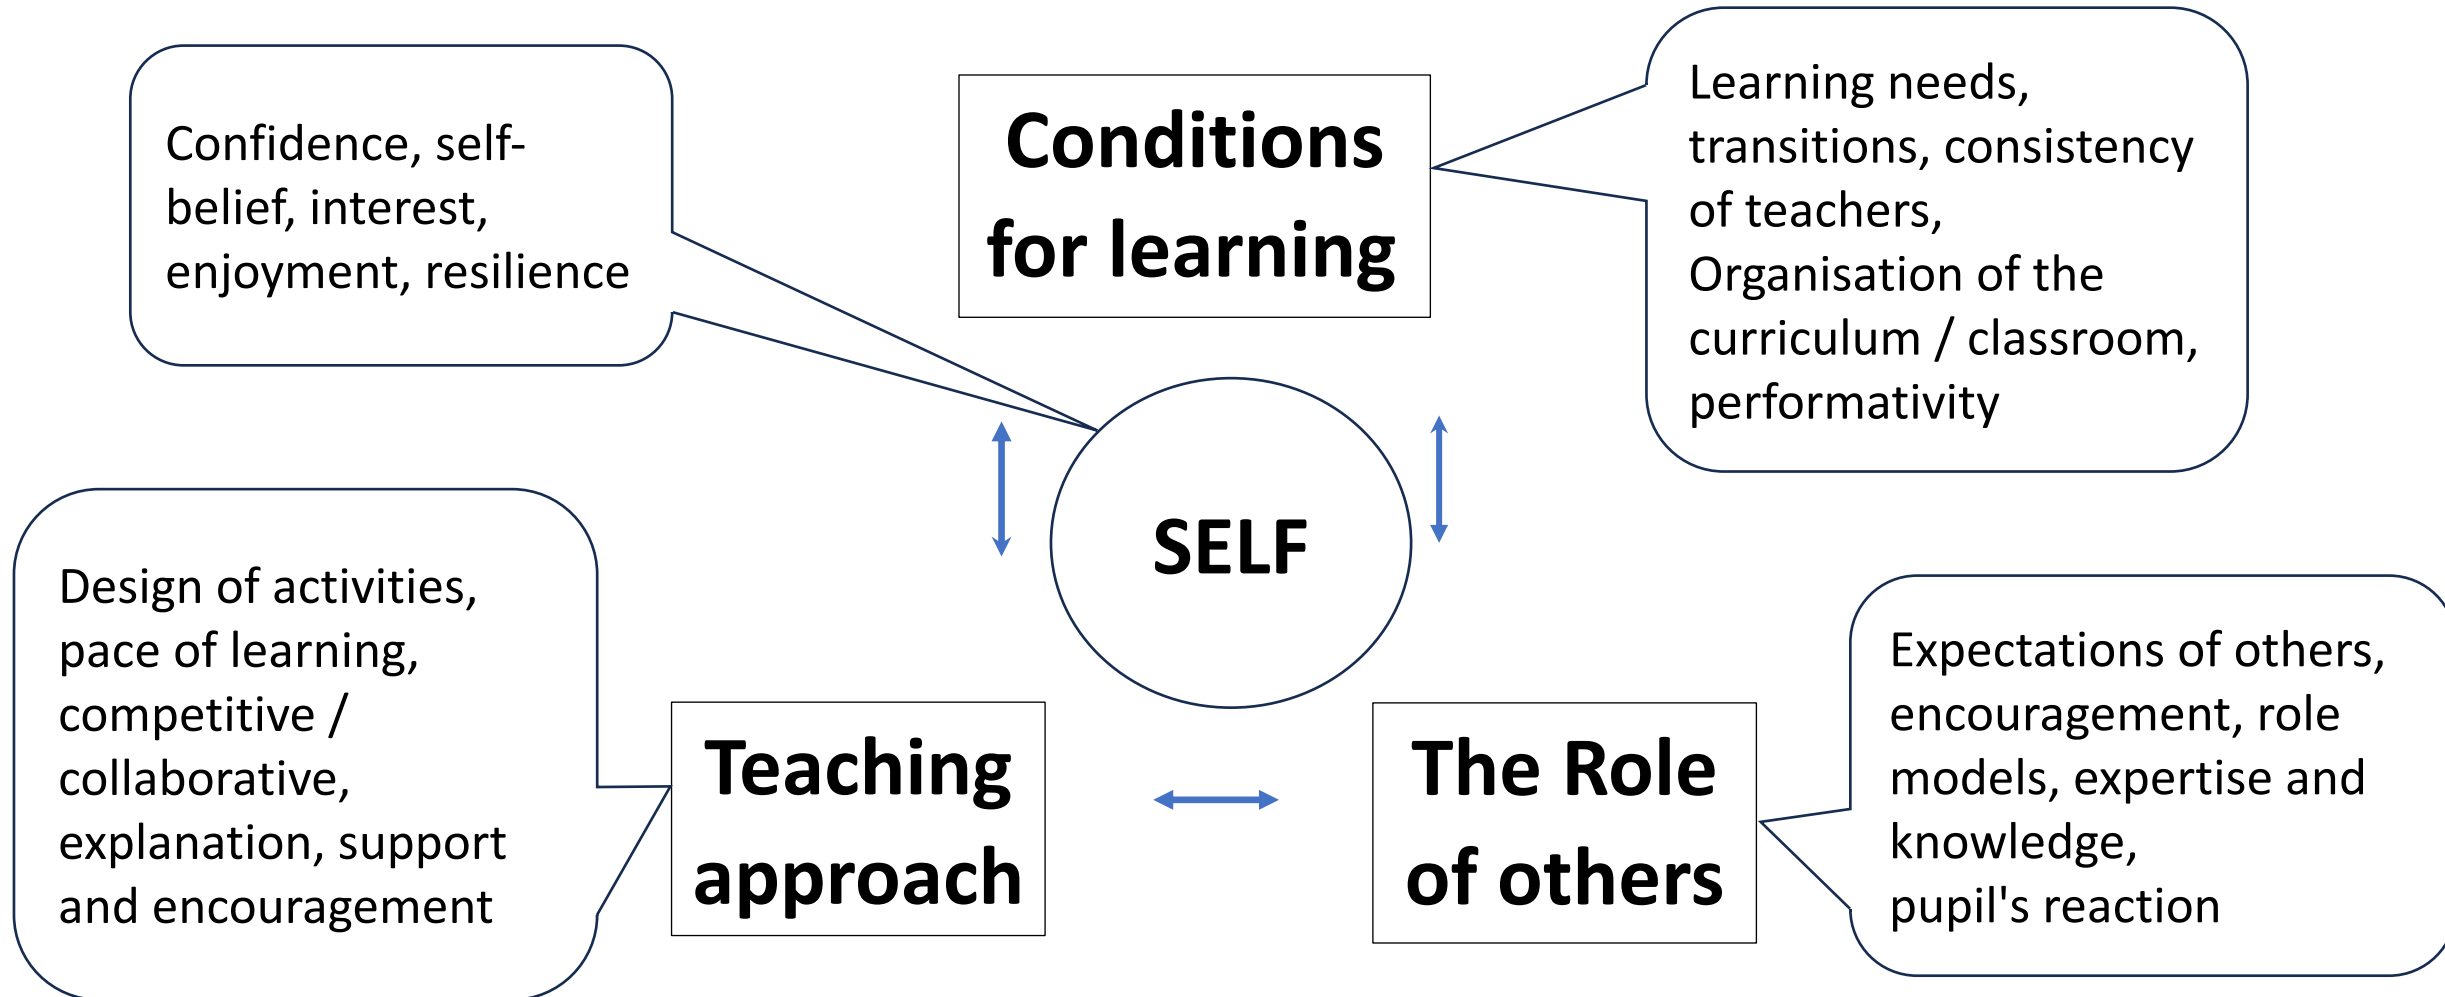 Confidence, self-
belief, interest,
enjoyment, resilience
Conditions
for learning
Learning needs,
transitions, consistency
of teachers,
Organisation of the
curriculum / classroom,
performativity
SELF
Design of activities,
pace of learning,
competitive /
collaborative,
explanation, support
and encouragement
Teaching
approach
The Role
of others
Expectations of others,
encouragement, role
models, expertise and
knowledge,
pupil's reaction